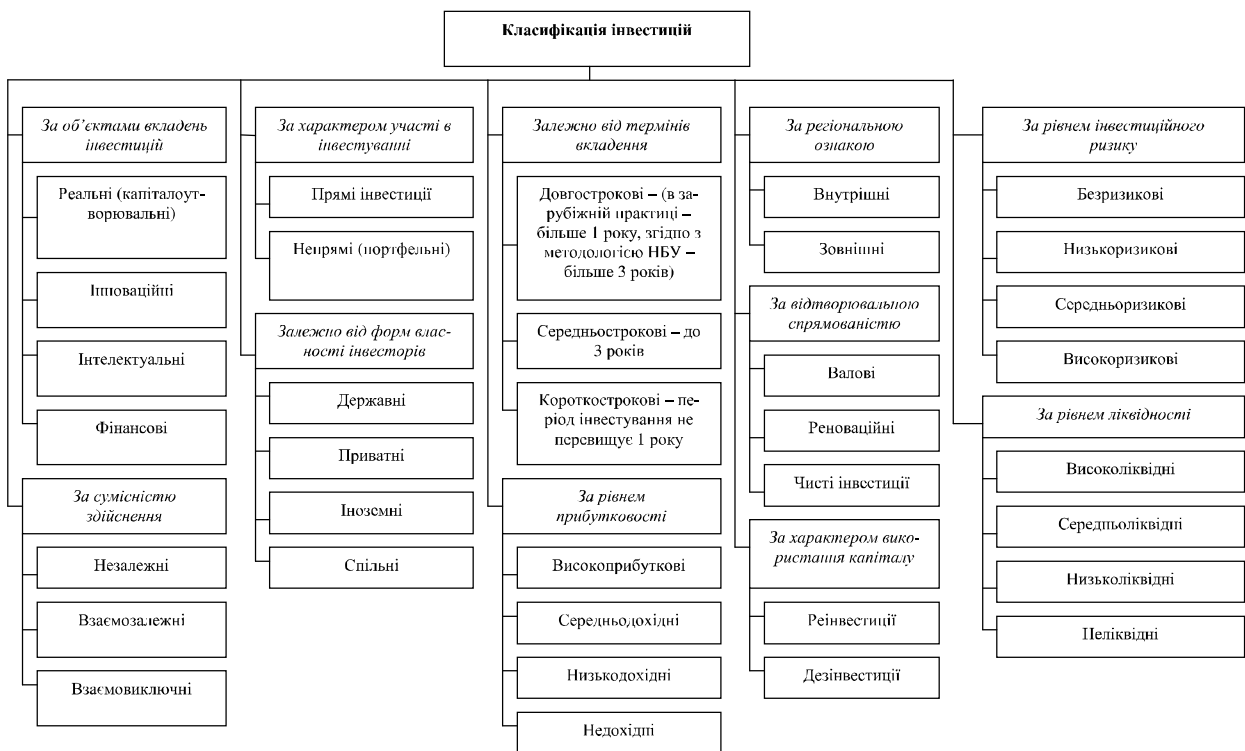 Класифікація інвестицій
За об’єктами вкладень
інвестицій
Реальні (капіталоут-
ворювальні)
Інноваційні
Інтелектуальні
Фінансові
За сумісністю
здійснення
Незалежні
Взаємозалежні
Взаємовиключні
За характером участі в
інвестуванні
Прямі інвестиції
Непрямі (портфельні)
Залежно від форм влас-
ності інвесторів
Державні
Приватні
Іноземні
Спільні
Залежно від термінів
вкладення
Довгострокові – (в за-
рубіжній практиці –
більше 1 року, згідно з
методологією НБУ –
більше 3 років)
Середньострокові – до
3 років
Короткострокові – пе-
ріод інвестування не
перевищує 1 року
За рівнем
прибутковості
Високоприбуткові
Середньодохідні
Низькодохідні
Недохідні
За регіональною
ознакою
Внутрішні
Зовнішні
За відтворювальною
спрямованістю
Валові
Реноваційні
Чисті інвестиції
За характером вико-
ристання капіталу
Реінвестиції
Дезінвестиції
За рівнем інвестиційного
ризику
Безризикові
Низькоризикові
Середньоризикові
Високоризикові
За рівнем ліквідності
Високоліквідні
Середньоліквідні
Низьколіквідні
Неліквідні